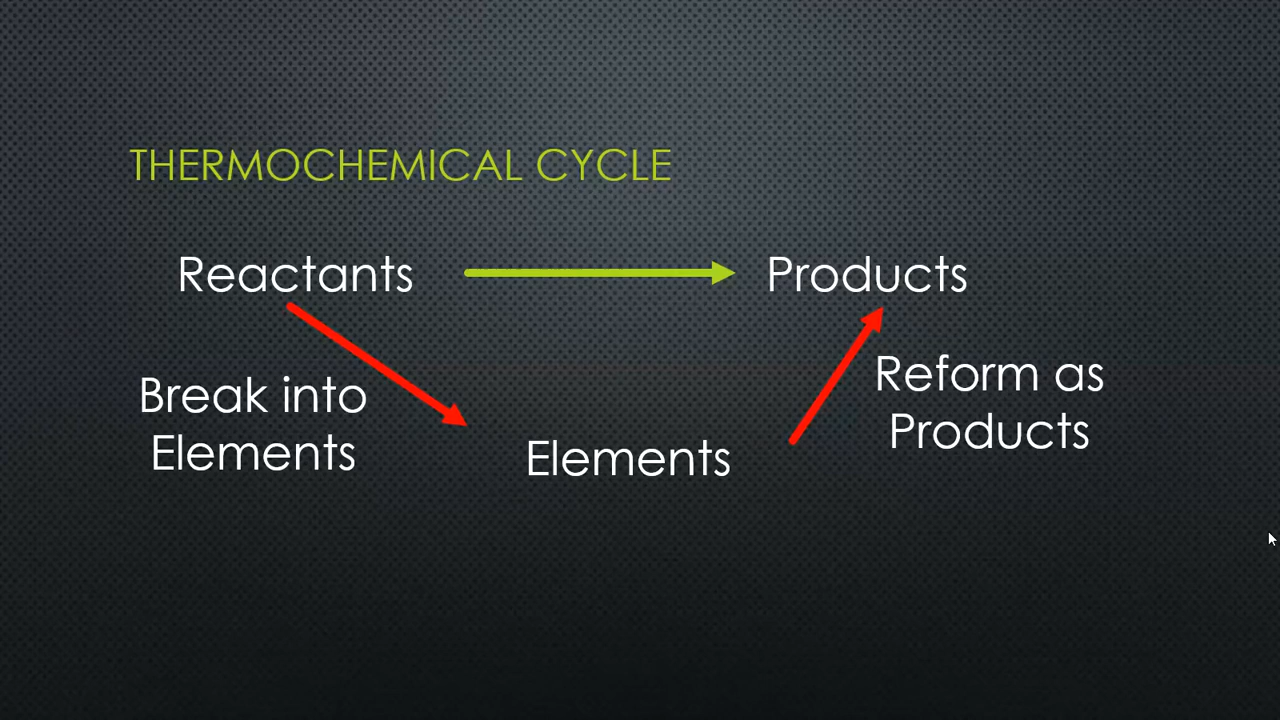 THERMOCHEMICAL CYCLE
Reactants
Products
Break into
Elements
Elements
Reform as
Products